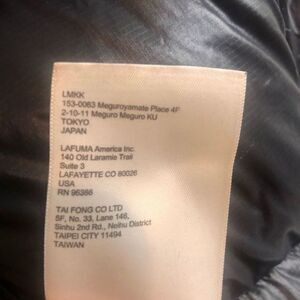 LMKK
153-0063 Meguroyamate Place 4F
2-10-11 Meguro Meguro KU
TOKYO
JAPAN
LAFUMA America Inc.
140 Old Laramie Trail
Suite 3
LAFAYETTE CO 80026
USA
RN 96386
TAI FONG CO LTD
5F, No. 33, Lane 148,
Sinhu 2nd Rd., Neihu District
TAIPEI CITY 11494
TAIWAN